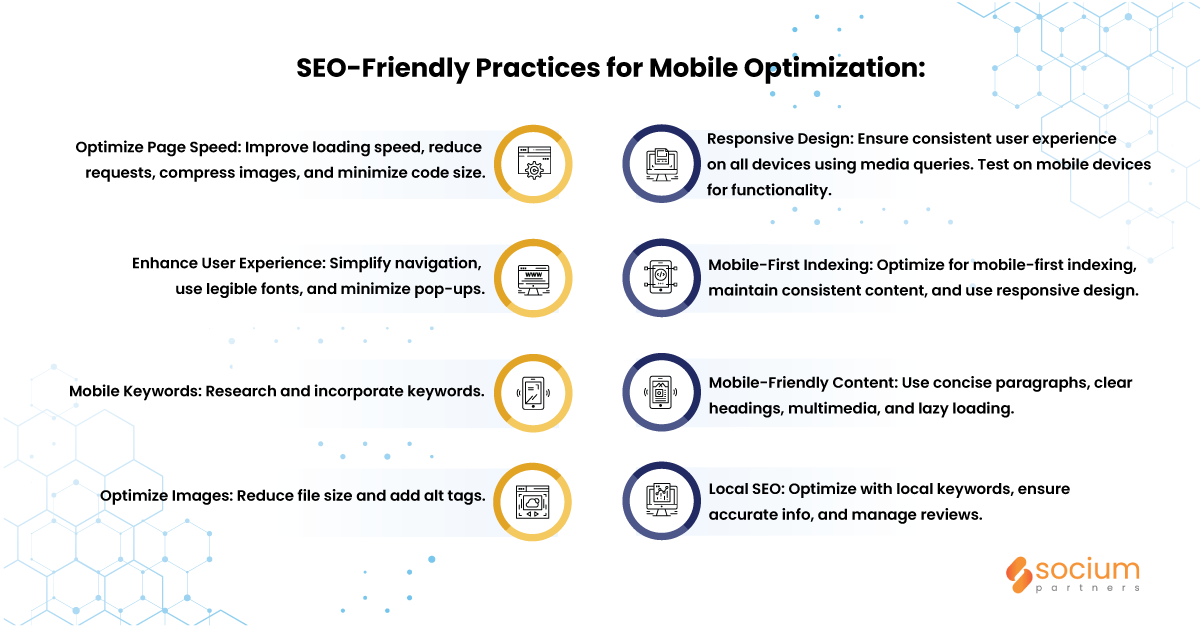 SEO-Friendly Practices for Mobile Optimization:
Optimize Page Speed: Improve loading speed, reduce
requests, compress images, and minimize code size.
Responsive Design: Ensure consistent user experience
on all devices using media queries. Test on mobile devices
for functionality.
Enhance User Experience: Simplify navigation,
use legible fonts, and minimize pop-ups.
WWW
Mobile-First Indexing: Optimize for mobile-first indexing,
maintain consistent content, and use responsive design.
Mobile Keywords: Research and incorporate keywords.
Mobile-Friendly Content: Use concise paragraphs, clear
headings, multimedia, and lazy loading.
Optimize Images: Reduce file size and add alt tags.
Local SEO: Optimize with local keywords, ensure
accurate info, and manage reviews.
socium
partners